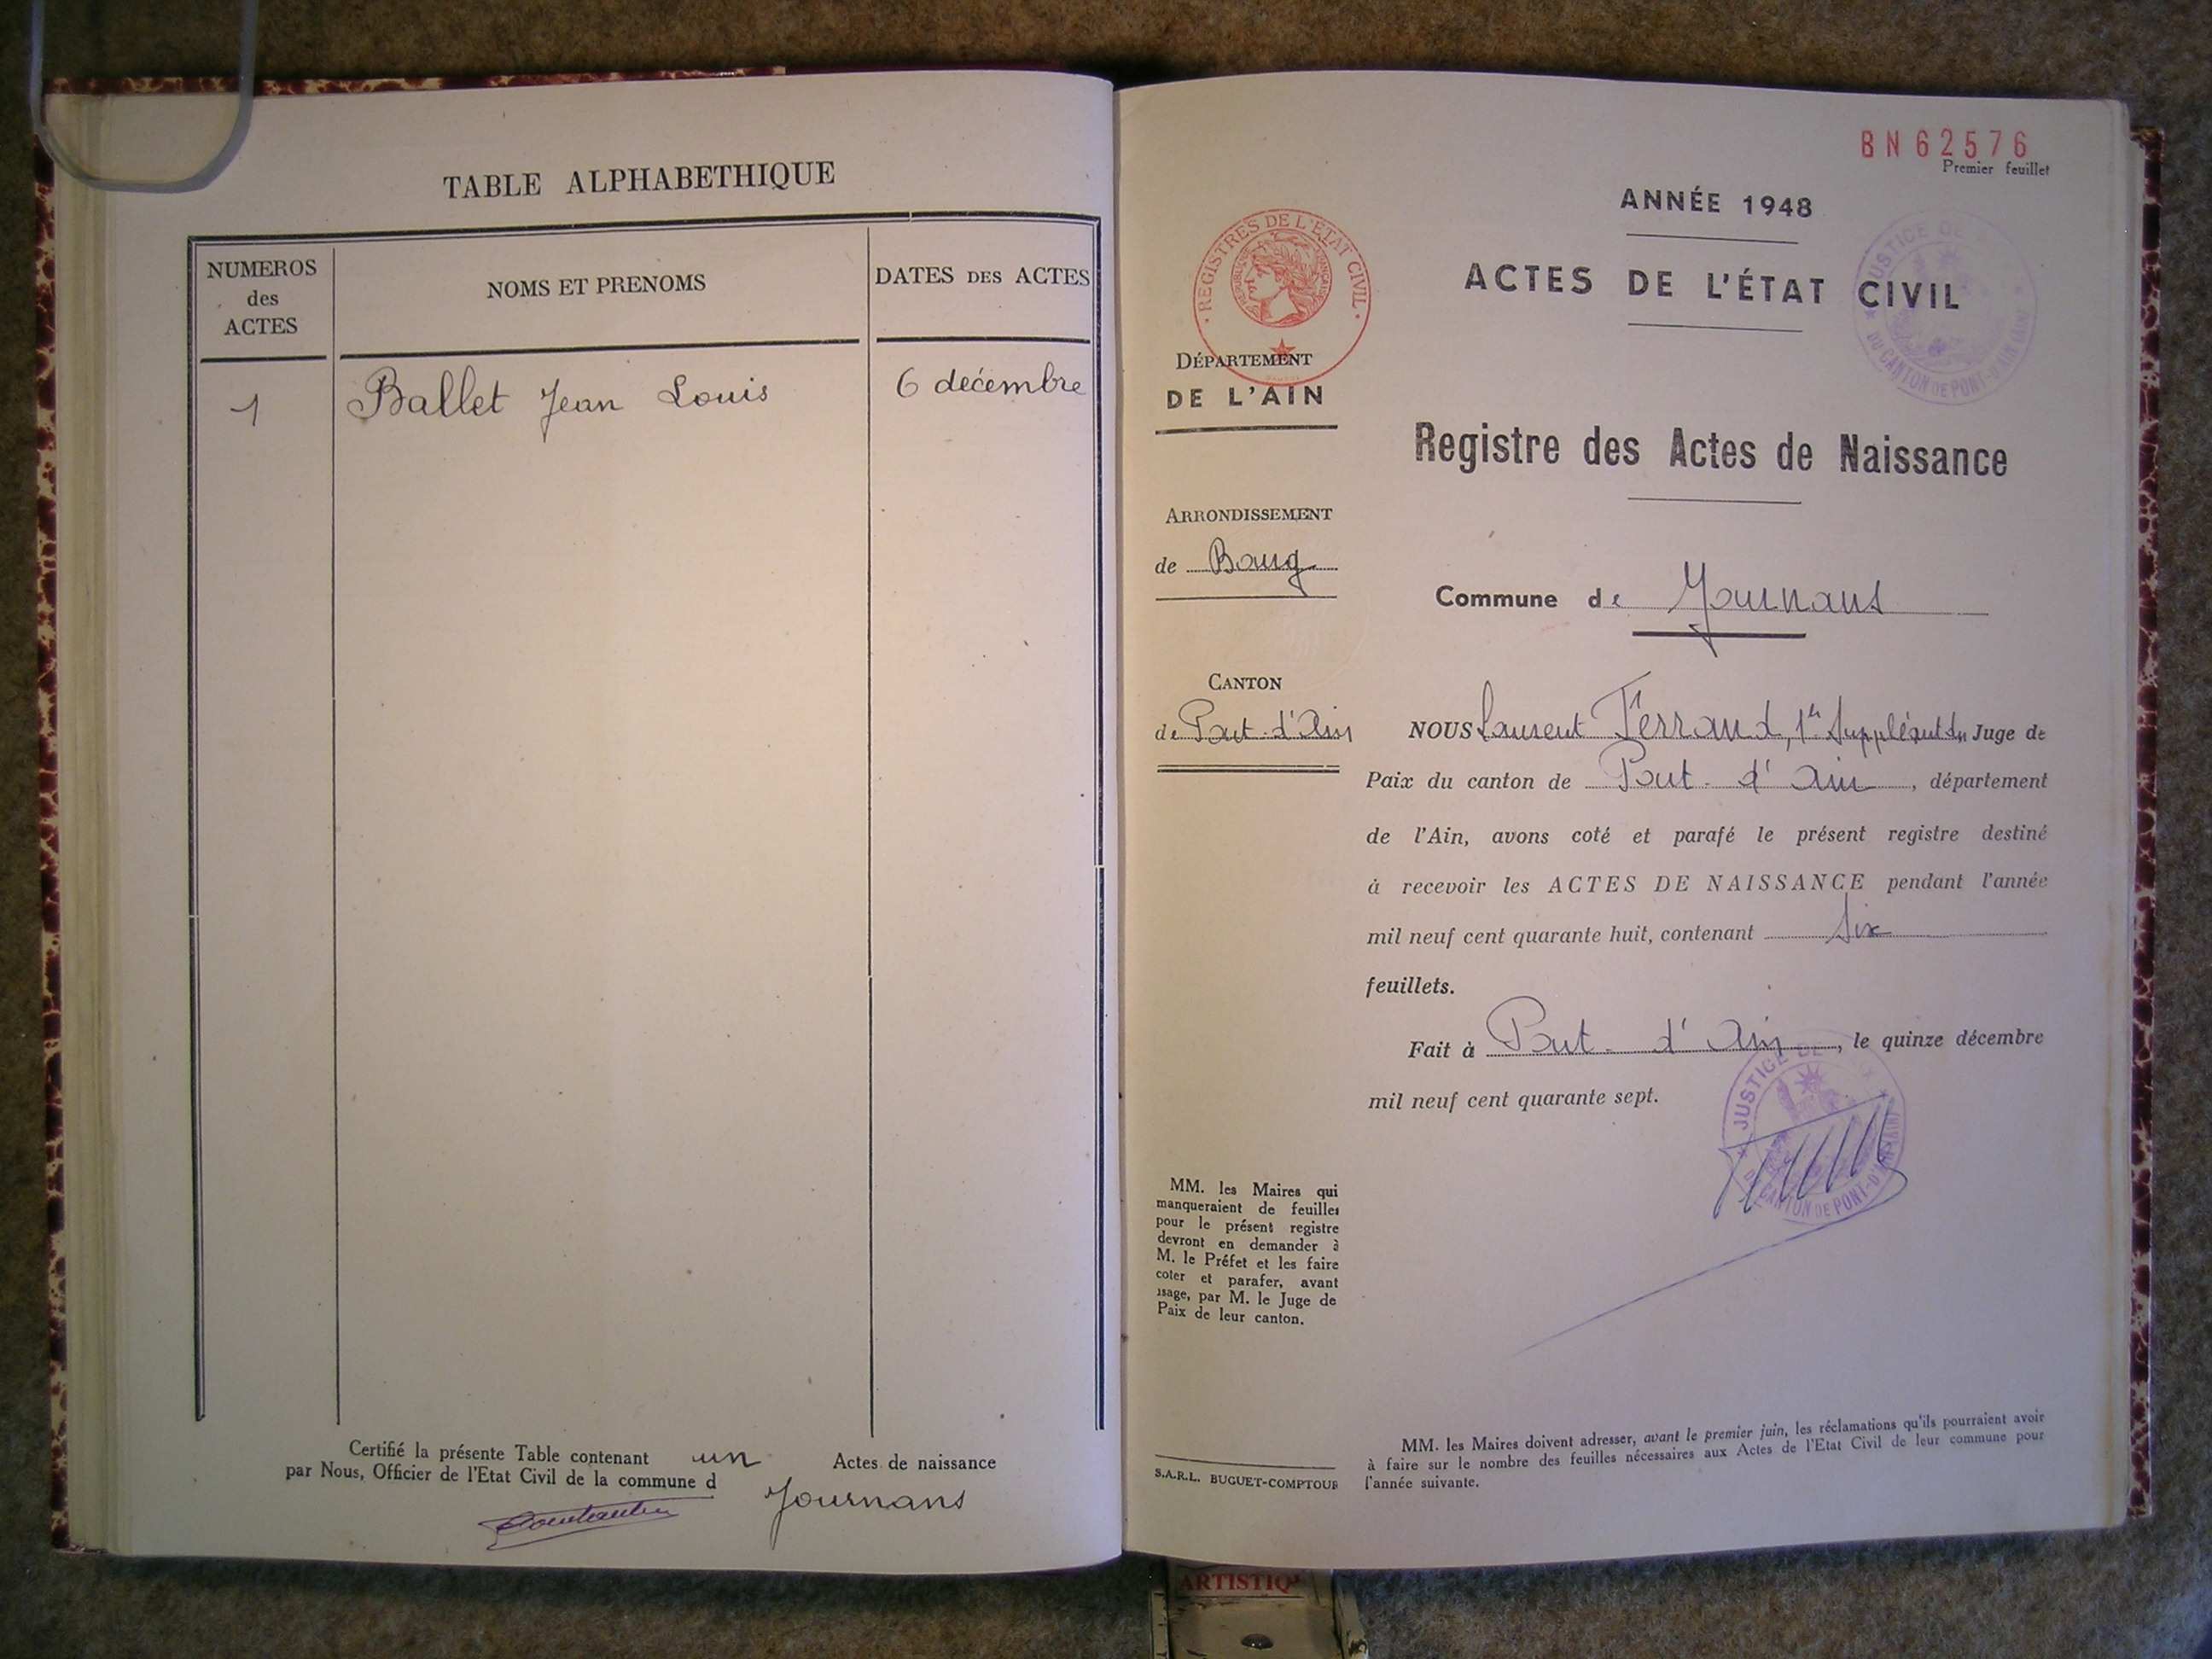 TABLE ALPHABETHIQUE
NUMEROS
des
ACTES
NOMS ET PRENOMS
DATES DES ACTES
1
Ballet Jean Louis
6 décembre
Certifié la présente Table contenant un Actes de naissance
par Nous, Officier de l'Etat Civil de la commune d Journans
BN62576
Premier feuillet
ANNÉE 1948
ACTES DE L'ÉTAT CIVIL
REGISTRES DE L'ÉTAT CIVIL
JUSTICE DE
DU CANTON DE PONT-D'AIN
DÉPARTEMENT
DE L'AIN
Registre des Actes de Naissance
ARRONDISSEMENT
de Bourg
Commune de Journans
CANTON
de Pont-d'Ain
NOUS Laurent Ferrand, 1er Suppléant du Juge de
Paix du canton de Pont-d'Ain, département
de l'Ain, avons coté et parafé le présent registre destiné
à recevoir les ACTES DE NAISSANCE pendant l'année
mil neuf cent quarante huit, contenant Six
feuillets.
Fait à Pont-d'Ain, le quinze décembre
mil neuf cent quarante sept.
JUSTICE DE
CANTON DE PONT-D'AIN
MM. les Maires qui
manqueraient de feuilles
pour le présent registre
devront en demander à
M. le Préfet et les faire
coter et parafer, avant
usage, par M. le Juge de
Paix de leur canton.
S.A.R.L. BUGUET-COMPTOUR
MM. les Maires doivent adresser, avant le premier juin, les réclamations qu'ils pourraient avoir
à faire sur le nombre des feuilles nécessaires aux Actes de l'Etat Civil de leur commune pour
l'année suivante.
ARTISTIQ